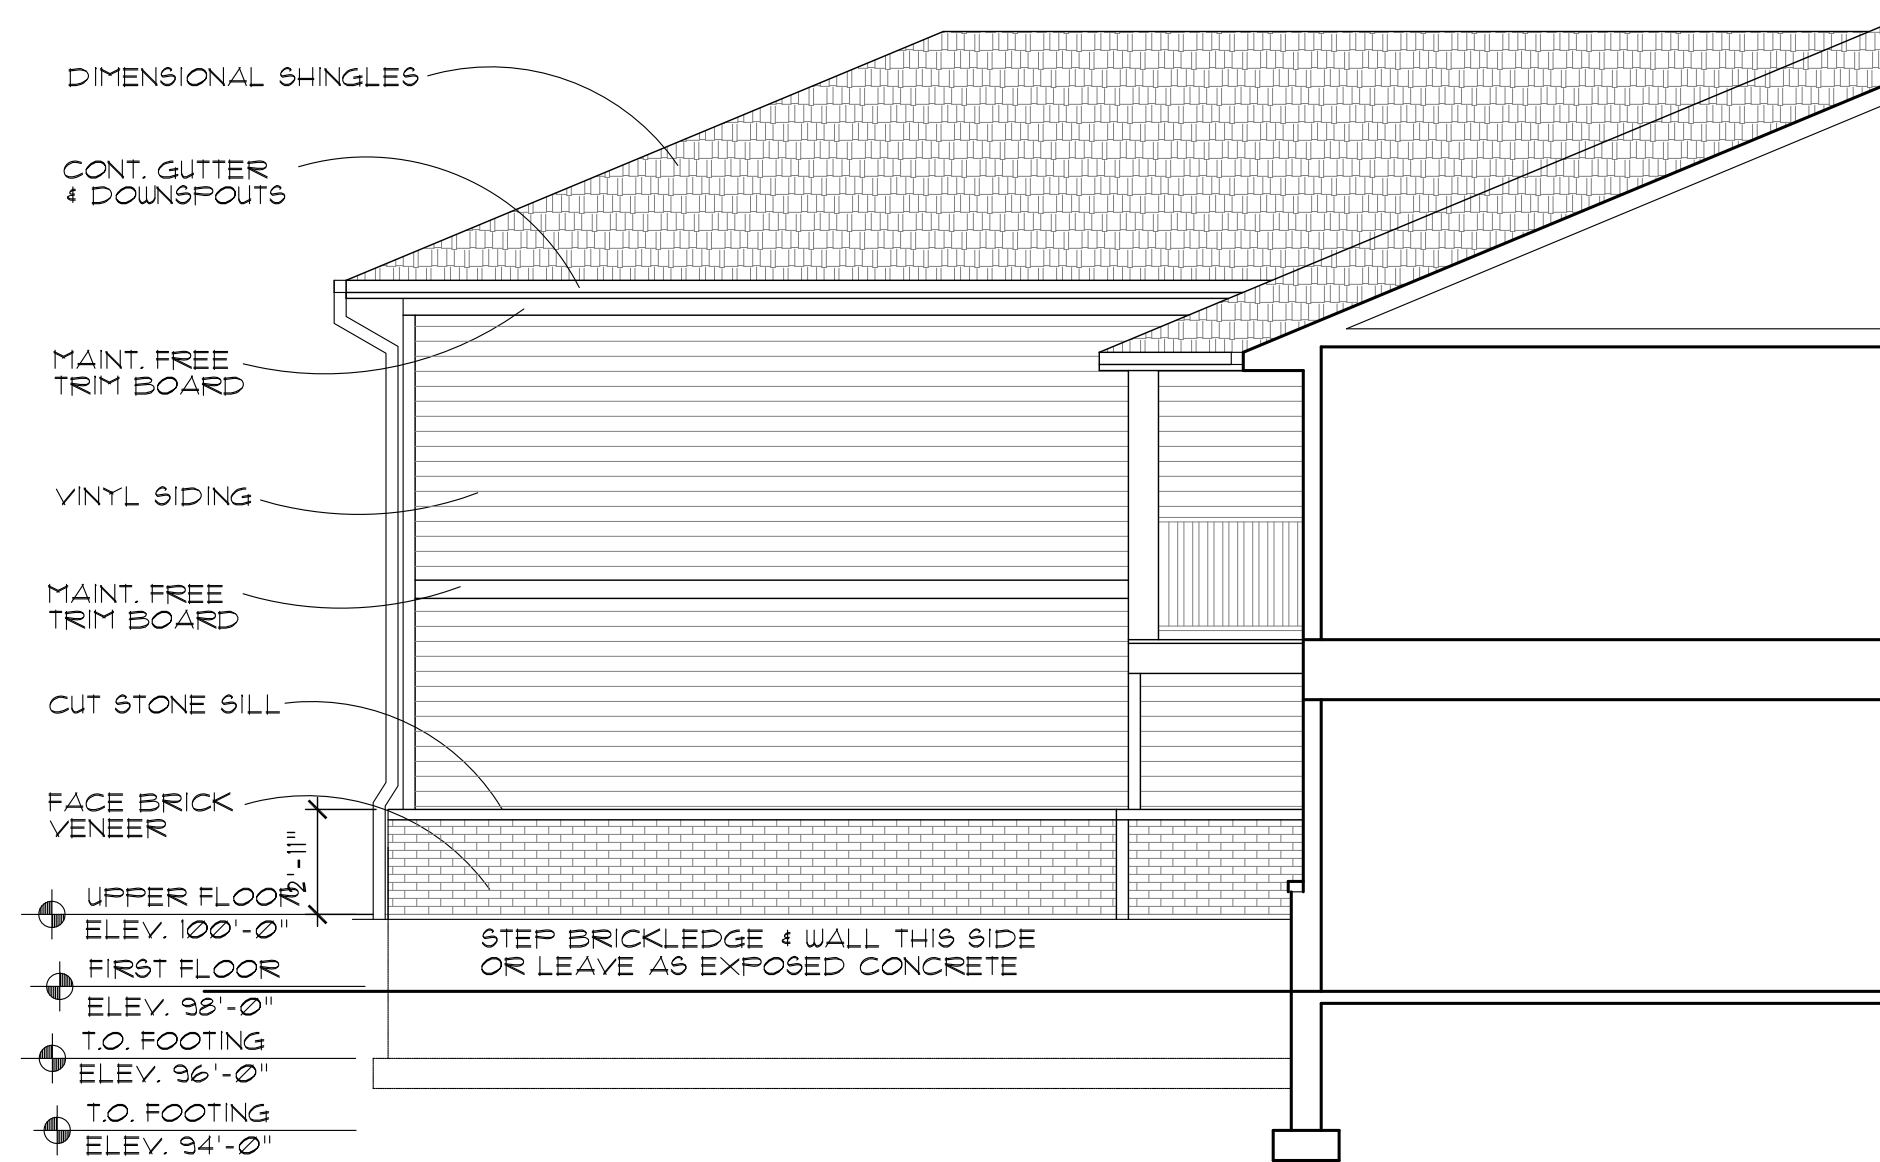 DIMENSIONAL SHINGLES
CONT. GUTTER
& DOWNSPOUTS
MAINT. FREE
TRIM BOARD
VINYL SIDING
MAINT. FREE
TRIM BOARD
CUT STONE SILL
FACE BRICK
VENEER
2'-11"
UPPER FLOOR
ELEV. 100'-0"
STEP BRICKLEDGE & WALL THIS SIDE
OR LEAVE AS EXPOSED CONCRETE
FIRST FLOOR
ELEV. 98'-0"
T.O. FOOTING
ELEV. 96'-0"
T.O. FOOTING
ELEV. 94'-0"